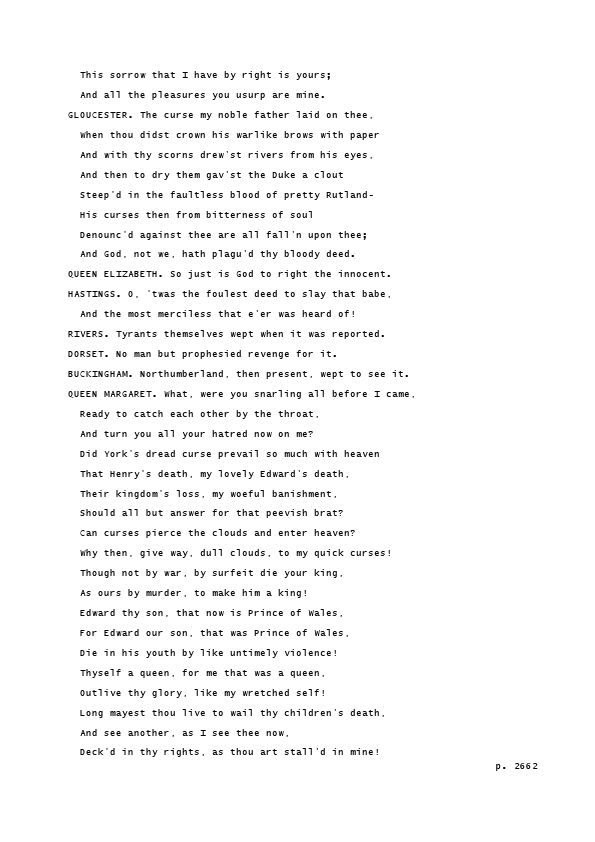 This sorrow that I have by right is yours;
And all the pleasures you usurp are mine.
GLOUCESTER. The curse my noble father laid on thee,
When thou didst crown his warlike brows with paper
And with thy scorns drew'st rivers from his eyes,
And then to dry them gav'st the Duke a clout
Steep'd in the faultless blood of pretty Rutland-
His curses then from bitterness of soul
Denounc'd against thee are all fall'n upon thee;
And God, not we, hath plagu'd thy bloody deed.
QUEEN ELIZABETH. So just is God to right the innocent.
HASTINGS. O, 'twas the foulest deed to slay that babe,
And the most merciless that e'er was heard of!
RIVERS. Tyrants themselves wept when it was reported.
DORSET. No man but prophesied revenge for it.
BUCKINGHAM. Northumberland, then present, wept to see it.
QUEEN MARGARET. What, were you snarling all before I came,
Ready to catch each other by the throat,
And turn you all your hatred now on me?
Did York's dread curse prevail so much with heaven
That Henry's death, my lovely Edward's death,
Their kingdom's loss, my woeful banishment,
Should all but answer for that peevish brat?
Can curses pierce the clouds and enter heaven?
Why then, give way, dull clouds, to my quick curses!
Though not by war, by surfeit die your king,
As ours by murder, to make him a king!
Edward thy son, that now is Prince of Wales,
For Edward our son, that was Prince of Wales,
Die in his youth by like untimely violence!
Thyself a queen, for me that was a queen,
Outlive thy glory, like my wretched self!
Long mayest thou live to wail thy children's death,
And see another, as I see thee now,
Deck'd in thy rights, as thou art stall'd in mine!
p. 2662